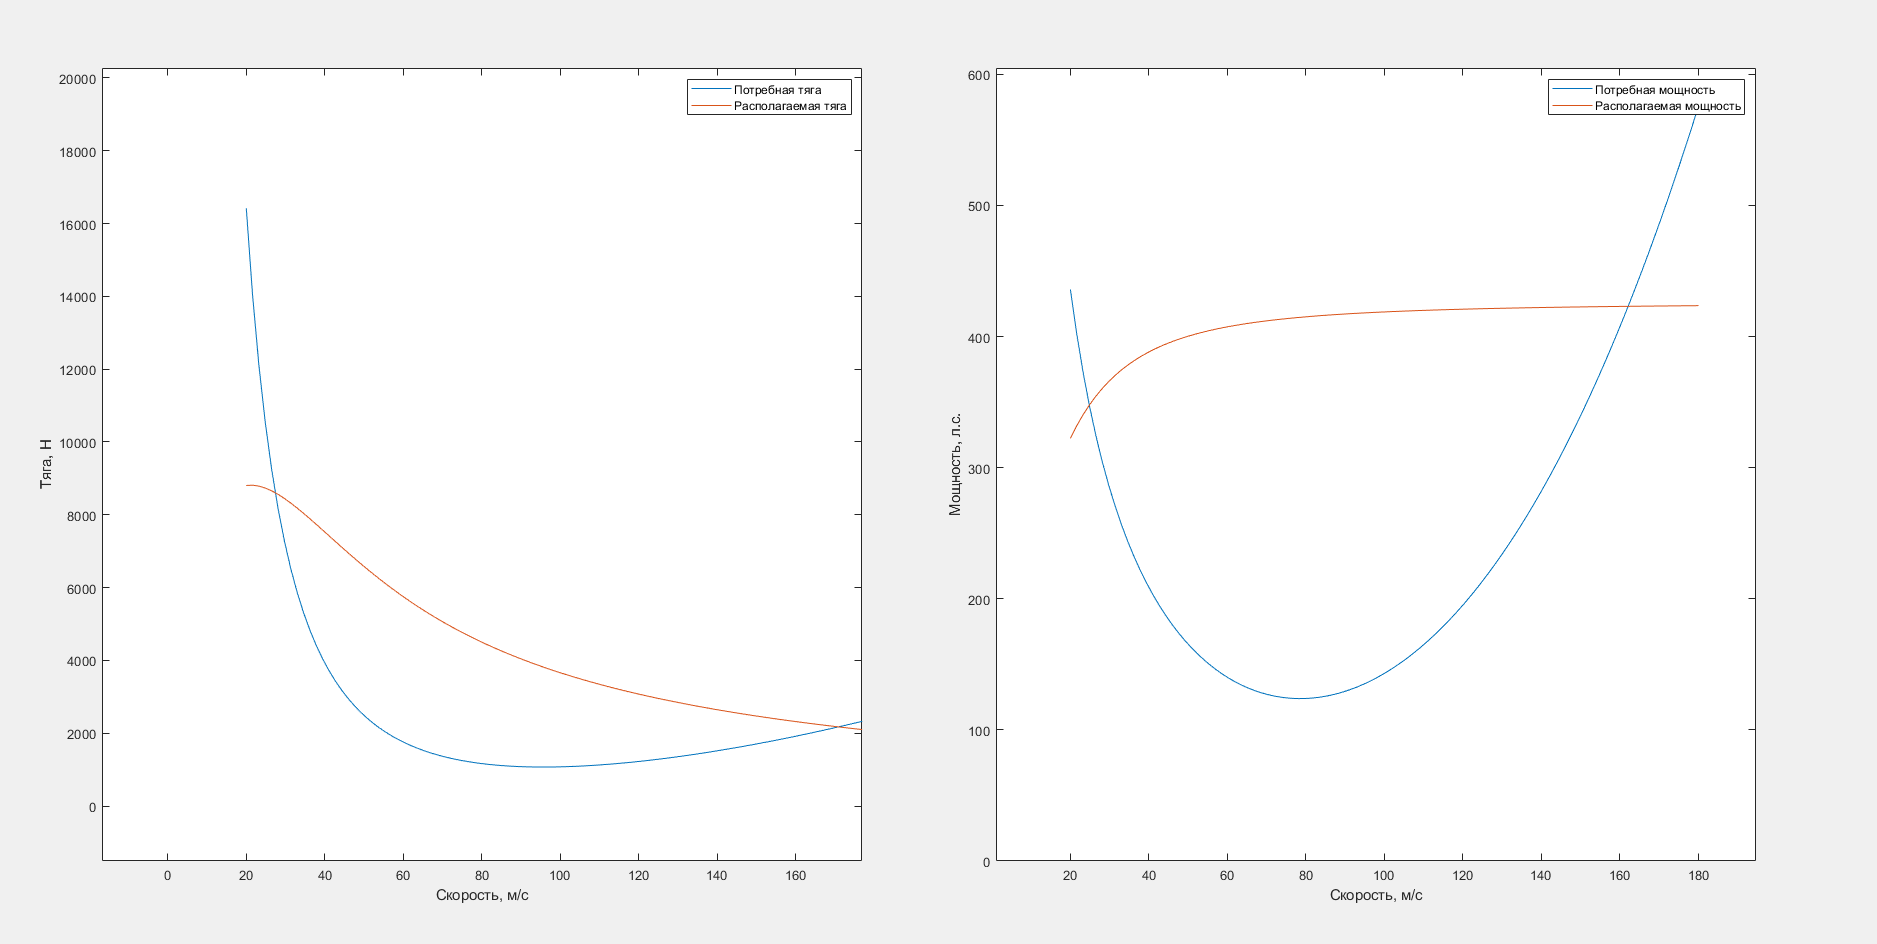 20000
18000
16000
14000
12000
10000
8000
6000
4000
2000
0
Тяга, Н
0 20 40 60 80 100 120 140 160
Скорость, м/с
Потребная тяга
Располагаемая тяга
600
500
400
300
200
100
0
Мощность, л.с.
20 40 60 80 100 120 140 160 180
Скорость, м/с
Потребная мощность
Располагаемая мощность